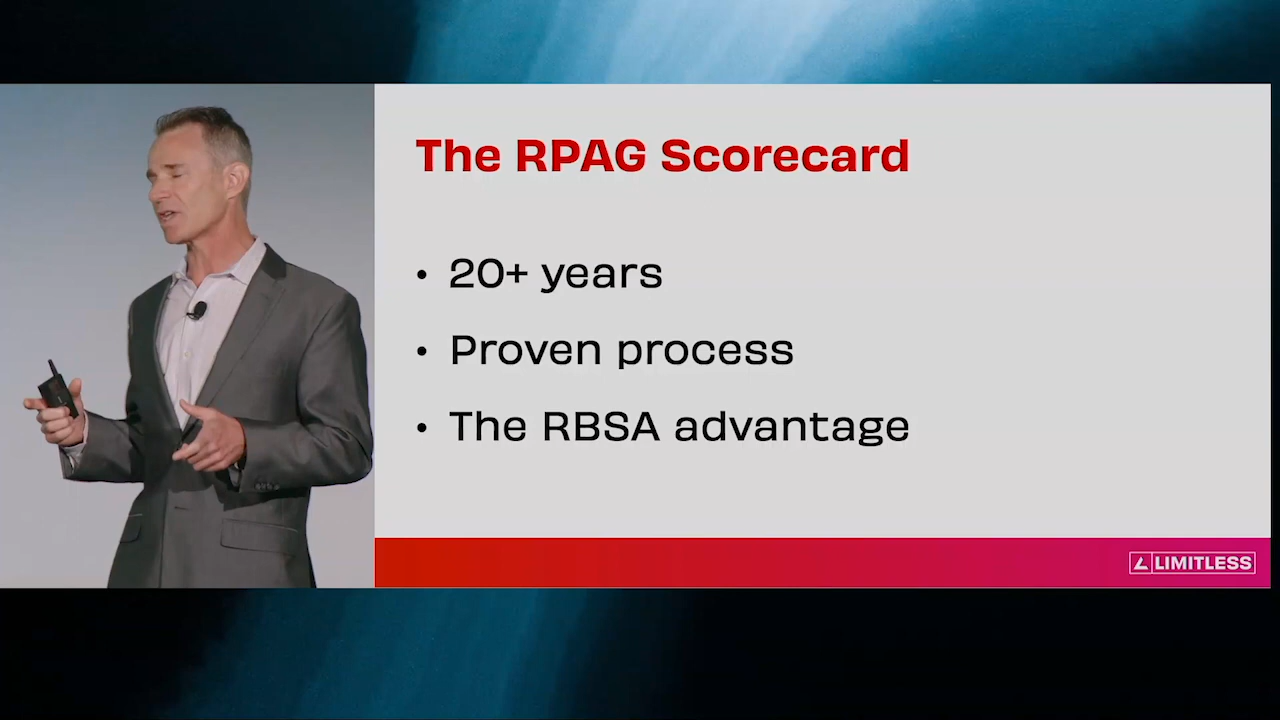 The RPAG Scorecard
• 20+ years
• Proven process
• The RBSA advantage
LIMITLESS